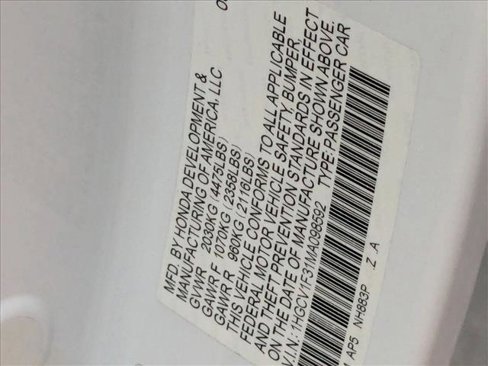 MFD. BY HONDA DEVELOPMENT &
MANUFACTURING OF AMERICA, LLC
GVWR 2030KG ( 4475LBS)
GAWR F 1070KG ( 2358LBS)
GAWR R 960KG ( 2116LBS)
THIS VEHICLE CONFORMS TO ALL APPLICABLE
FEDERAL MOTOR VEHICLE SAFETY, BUMPER,
AND THEFT PREVENTION STANDARDS IN EFFECT
ON THE DATE OF MANUFACTURE SHOWN ABOVE.
V.I.N.:1HGCV1F31MA098592 TYPE:PASSENGER CAR
AP5 NH883P Z A